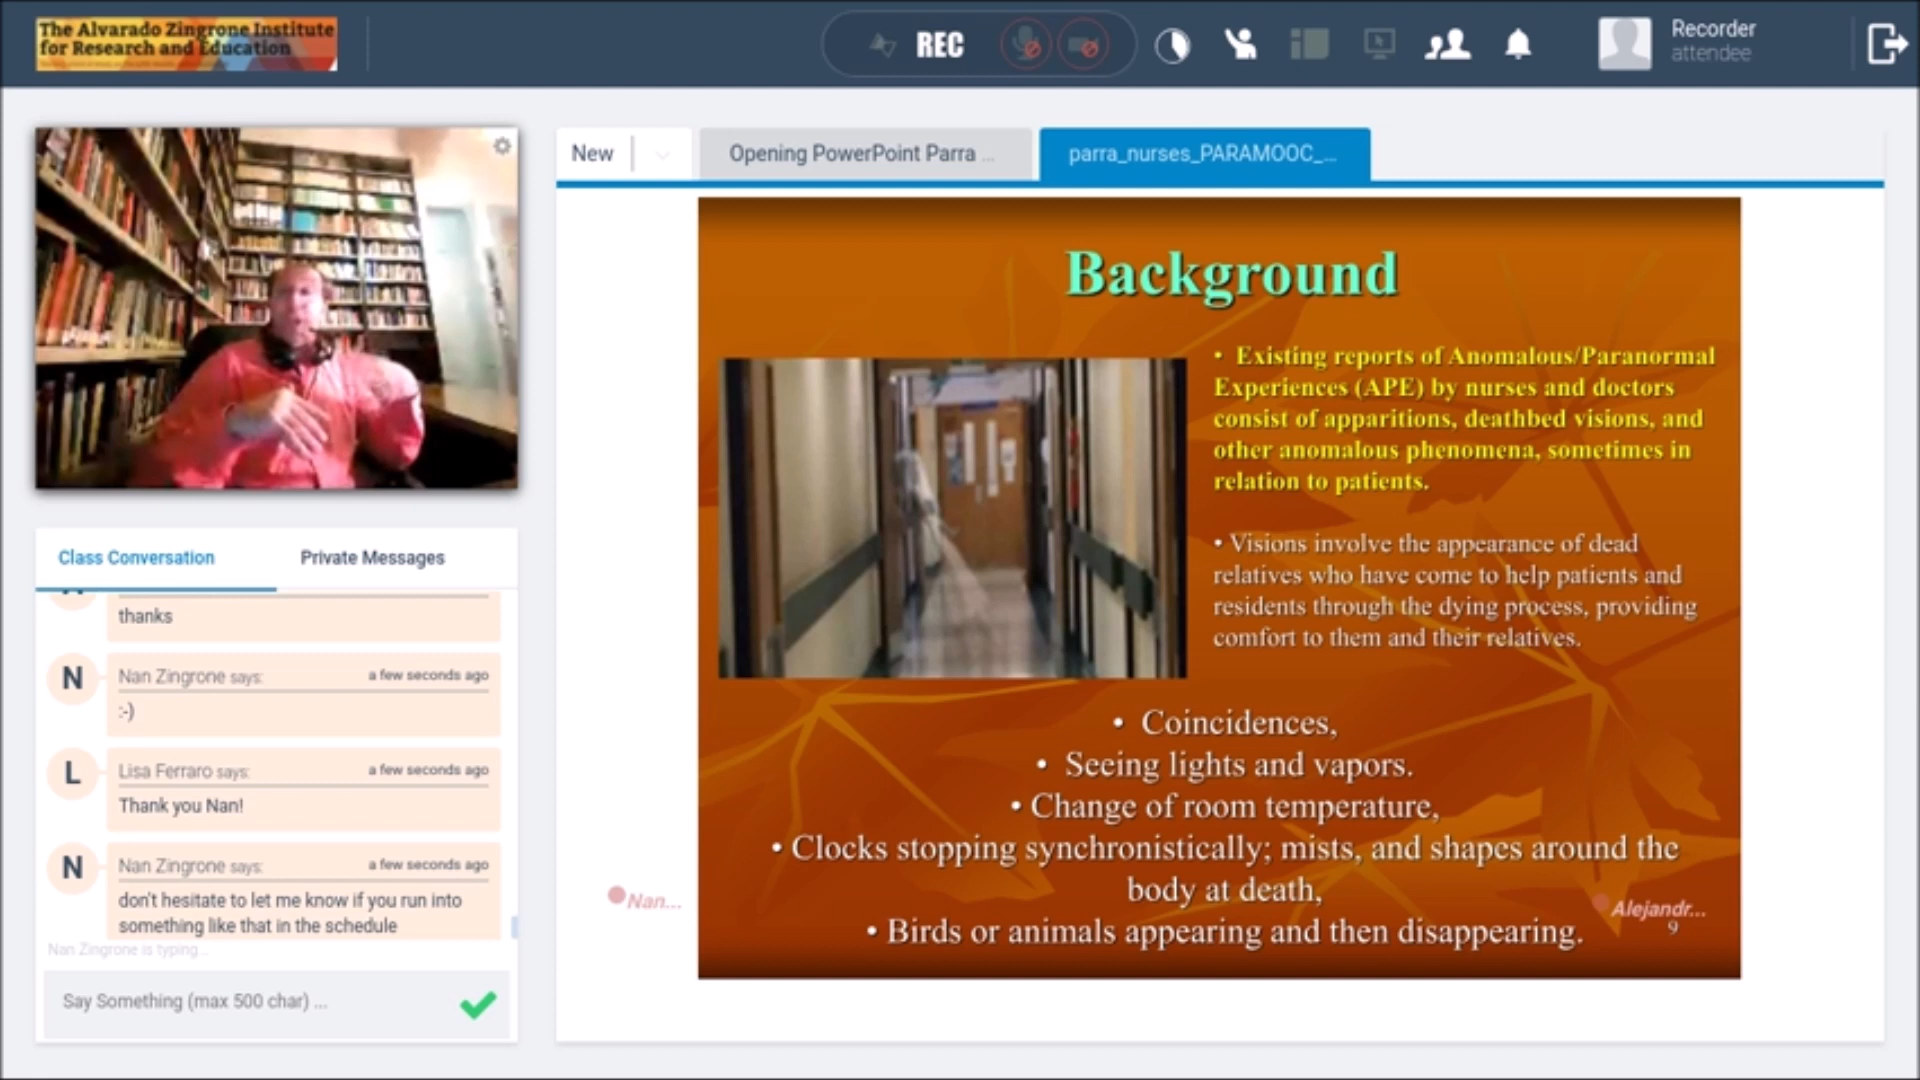 The Alvarado Zingrone Institute
for Research and Education
REC
Recorder
attendee
New
Opening PowerPoint Parra ...
parra_nurses_PARAMOOC_...
Class Conversation
Private Messages
thanks
N
Nan Zingrone says:
a few seconds ago
:-)
L
Lisa Ferraro says:
a few seconds ago
Thank you Nan!
N
Nan Zingrone says:
a few seconds ago
don't hesitate to let me know if you run into
something like that in the schedule
Nan Zingrone is typing...
Say Something (max 500 char) ...
Background
• Existing reports of Anomalous/Paranormal
Experiences (APE) by nurses and doctors
consist of apparitions, deathbed visions, and
other anomalous phenomena, sometimes in
relation to patients.
• Visions involve the appearance of dead
relatives who have come to help patients and
residents through the dying process, providing
comfort to them and their relatives.
• Coincidences,
• Seeing lights and vapors.
• Change of room temperature,
• Clocks stopping synchronistically; mists, and shapes around the
body at death,
• Birds or animals appearing and then disappearing.
Nan...
Alejandr...
9